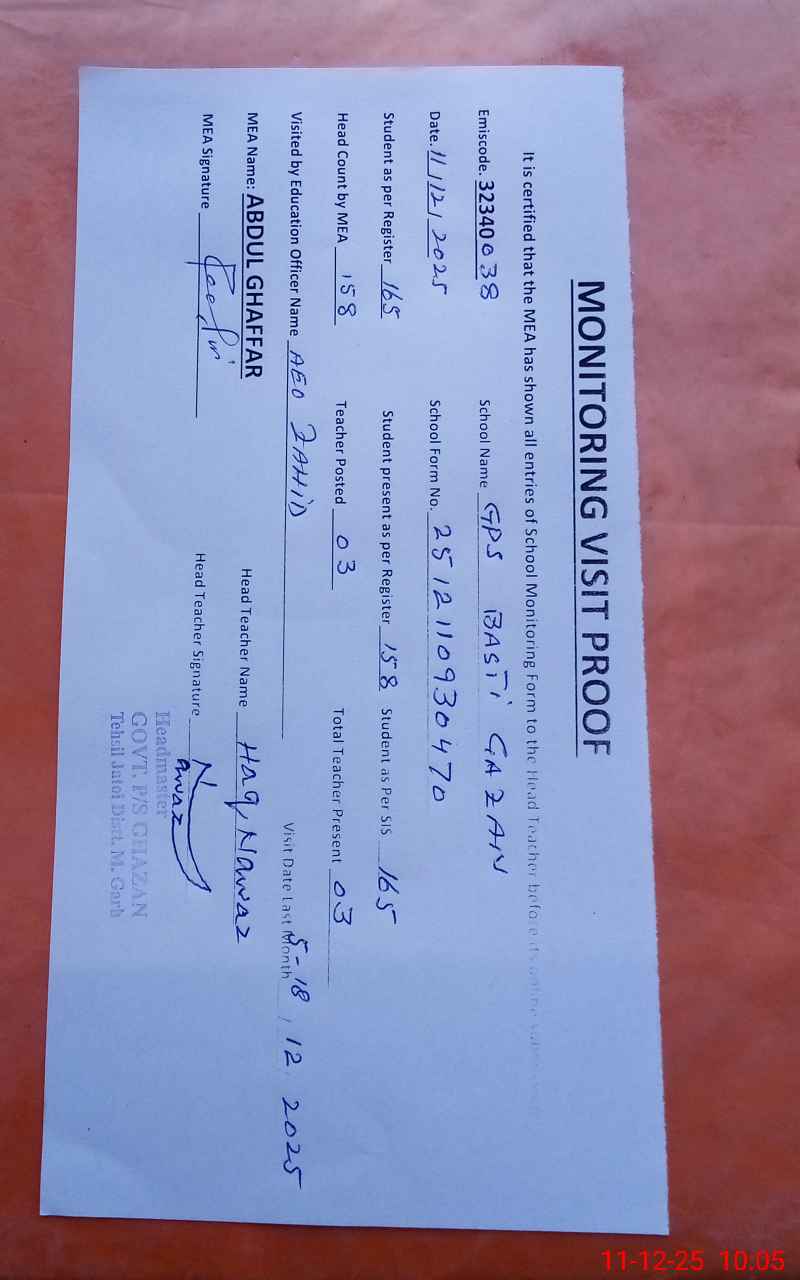 MONITORING VISIT PROOF
It is certified that the MEA has shown all entries of School Monitoring Form to the Head Teacher before its online
Emiscode. 32340038 School Name GPS BASTI GAZAN
Date. 11/12/2025 School Form No. 2512110930470
Student as per Register 165 Student present as per Register 158 Student as Per SIS 165
Head Count by MEA 158 Teacher Posted 03 Total Teacher Present 03
Visited by Education Officer Name AEO ZAHID Visit Date Last Month 5-18, 12, 2025
MEA Name: ABDUL GHAFFAR Head Teacher Name Haq Nawaz
MEA Signature Head Teacher Signature Nawaz
Headmaster
GOVT. P/S GHAZAN
Tehsil Jatoi Distt. M. Garh
11-12-25 10:05